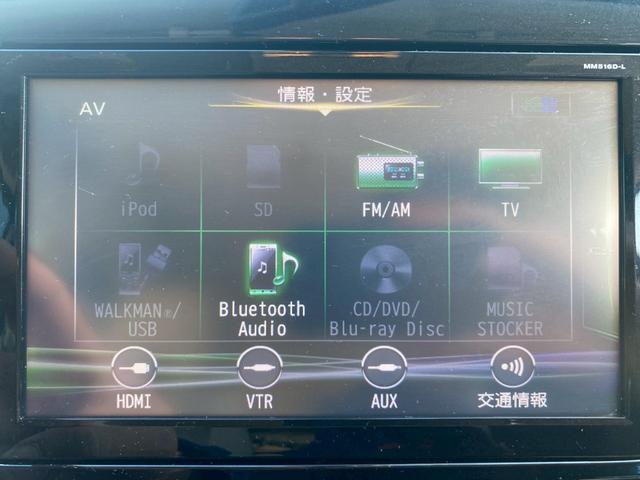 MM516D-L
情報・設定
AV
iPod
SD
FM/AM
TV
WALKMAN®/
USB
Bluetooth
Audio
CD/DVD/
Blu-ray Disc
MUSIC
STOCKER
HDMI
VTR
AUX
交通情報